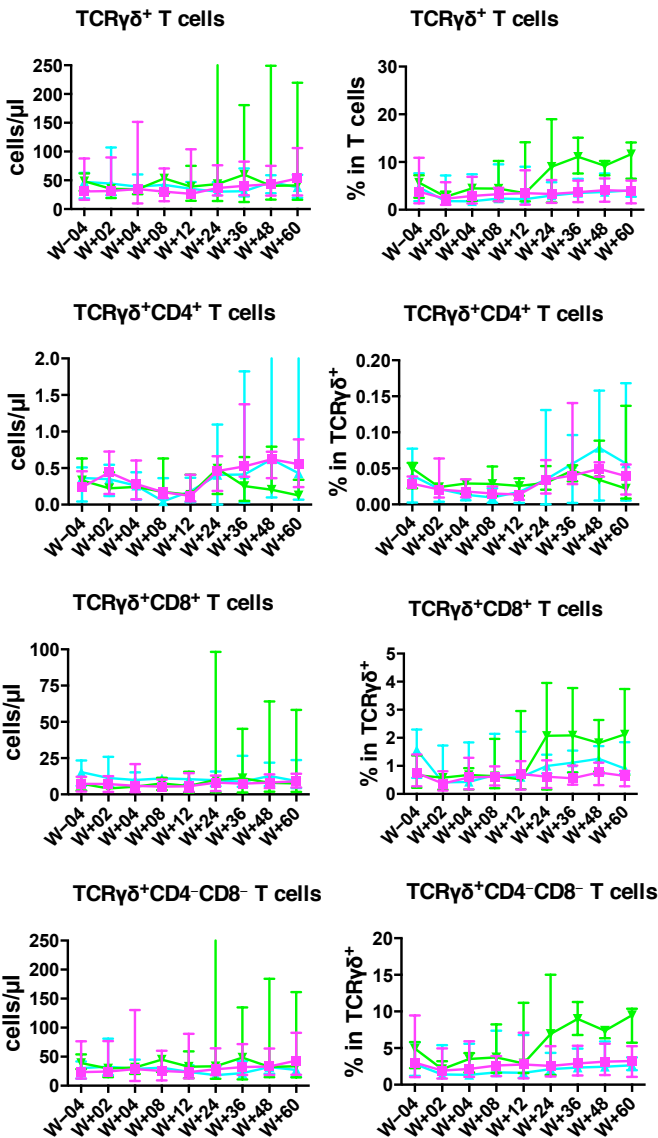 TCRγδ⁺ T cells
cells/μl
250
200
150
100
50
0
W−04 W+02 W+04 W+08 W+12 W+24 W+36 W+48 W+60
TCRγδ⁺ T cells
% in T cells
30
20
10
0
W−04 W+02 W+04 W+08 W+12 W+24 W+36 W+48 W+60
TCRγδ⁺CD4⁺ T cells
cells/μl
2.0
1.5
1.0
0.5
0.0
W−04 W+02 W+04 W+08 W+12 W+24 W+36 W+48 W+60
TCRγδ⁺CD4⁺ T cells
% in TCRγδ⁺
0.20
0.15
0.10
0.05
0.00
W−04 W+02 W+04 W+08 W+12 W+24 W+36 W+48 W+60
TCRγδ⁺CD8⁺ T cells
cells/μl
100
75
50
25
0
W−04 W+02 W+04 W+08 W+12 W+24 W+36 W+48 W+60
TCRγδ⁺CD8⁺ T cells
% in TCRγδ⁺
5
4
3
2
1
0
W−04 W+02 W+04 W+08 W+12 W+24 W+36 W+48 W+60
TCRγδ⁺CD4⁻CD8⁻ T cells
cells/μl
250
200
150
100
50
0
W−04 W+02 W+04 W+08 W+12 W+24 W+36 W+48 W+60
TCRγδ⁺CD4⁻CD8⁻ T cells
% in TCRγδ⁺
20
15
10
5
0
W−04 W+02 W+04 W+08 W+12 W+24 W+36 W+48 W+60